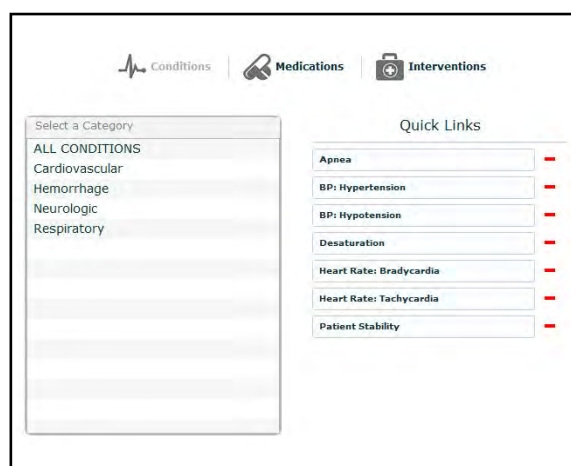 Conditions
Medications
Interventions
Select a Category
ALL CONDITIONS
Cardiovascular
Hemorrhage
Neurologic
Respiratory
Quick Links
Apnea
BP: Hypertension
BP: Hypotension
Desaturation
Heart Rate: Bradycardia
Heart Rate: Tachycardia
Patient Stability